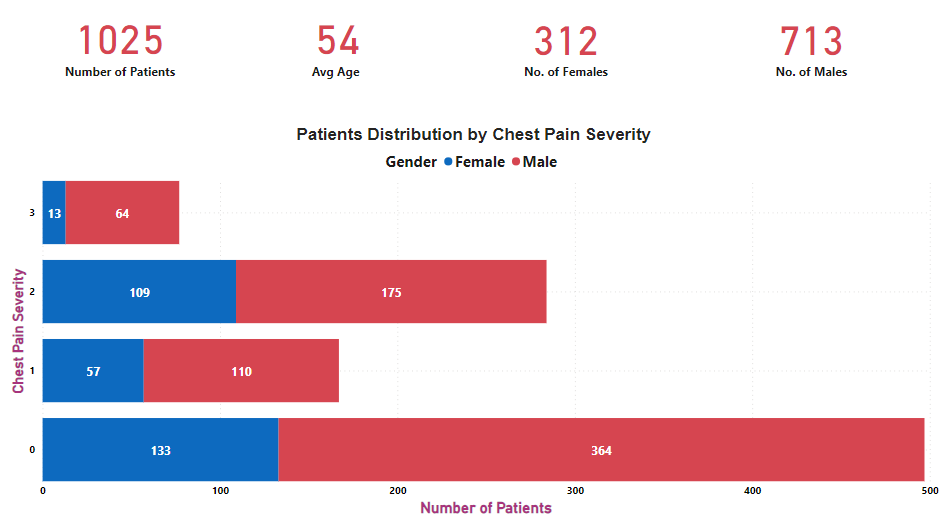 1025 54 312 713
Number of Patients Avg Age No. of Females No. of Males
Patients Distribution by Chest Pain Severity
Gender Female Male
Chest Pain Severity
3 13 64
2 109 175
1 57 110
0 133 364
0 100 200 300 400 500
Number of Patients